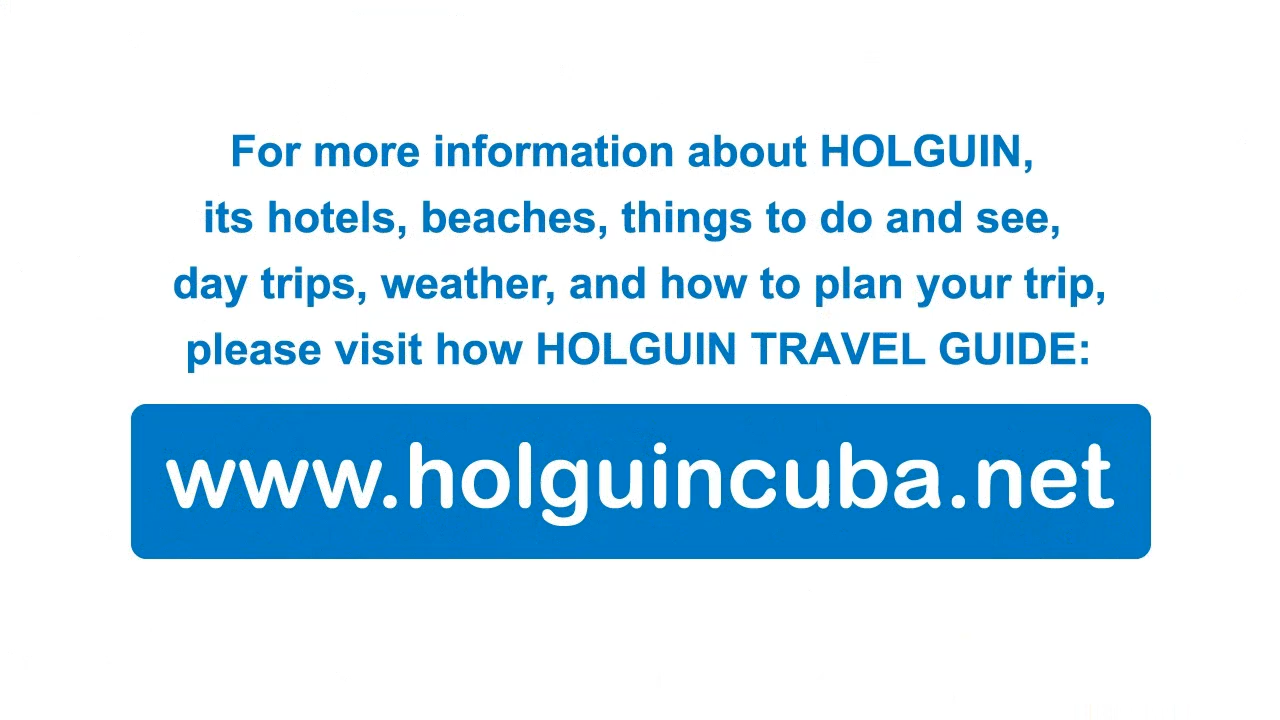 For more information about HOLGUIN,
its hotels, beaches, things to do and see,
day trips, weather, and how to plan your trip,
please visit how HOLGUIN TRAVEL GUIDE:
www.holguincuba.net